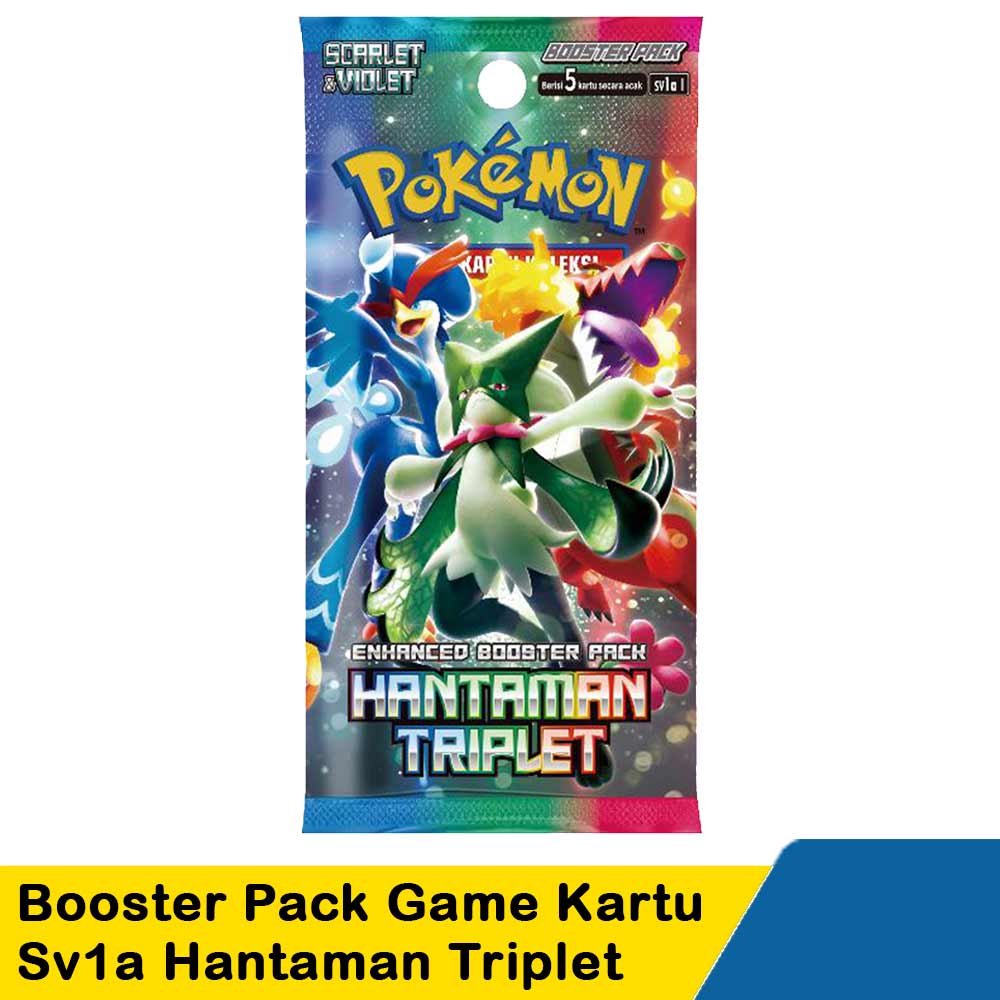 SCARLET
& VIOLET
BOOSTER PACK
Berisi 5 kartu secara acak
sv1a I
POKéMON
TM
ENHANCED BOOSTER PACK
HANTAMAN
TRIPLET
Booster Pack Game Kartu
Sv1a Hantaman Triplet